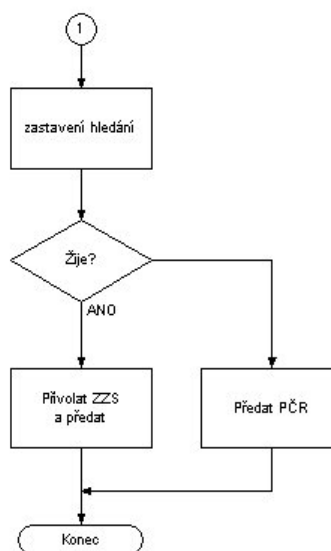 1
zastavení hledání
Žije?
ANO
Přivolat ZZS
a předat
Předat PČR
Konec